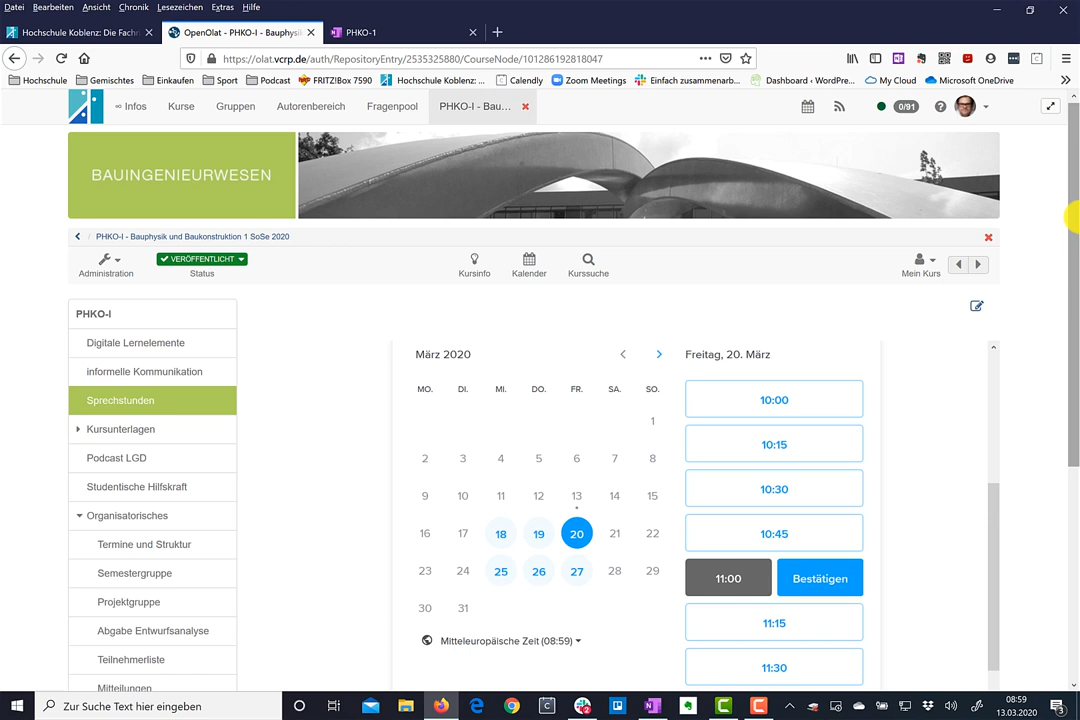 Datei Bearbeiten Ansicht Chronik Lesezeichen Extras Hilfe
Hochschule Koblenz: Die Fachn
OpenOlat - PHKO-I - Bauphysik
PHKO-1
https://olat.vcrp.de/auth/RepositoryEntry/2535325880/CourseNode/101286192818047
Hochschule Gemischtes Einkaufen Sport Podcast FRITZ!Box 7590 Hochschule Koblenz: ... Calendly Zoom Meetings Einfach zusammenarb... Dashboard ‹ WordPre... My Cloud Microsoft OneDrive
Infos Kurse Gruppen Autorenbereich Fragenpool PHKO-I - Bau... 0/91
BAUINGENIEURWESEN
PHKO-I - Bauphysik und Baukonstruktion 1 SoSe 2020
Administration
VERÖFFENTLICHT
Status
Kursinfo Kalender Kurssuche Mein Kurs
PHKO-I
Digitale Lernelemente
informelle Kommunikation
Sprechstunden
Kursunterlagen
Podcast LGD
Studentische Hilfskraft
Organisatorisches
Termine und Struktur
Semestergruppe
Projektgruppe
Abgabe Entwurfsanalyse
Teilnehmerliste
Mitteilungen
März 2020
MO. DI. MI. DO. FR. SA. SO.
1
2 3 4 5 6 7 8
9 10 11 12 13 14 15
16 17 18 19 20 21 22
23 24 25 26 27 28 29
30 31
Mitteleuropäische Zeit (08:59)
Freitag, 20. März
10:00
10:15
10:30
10:45
11:00 Bestätigen
11:15
11:30
Zur Suche Text hier eingeben
08:59
13.03.2020
3